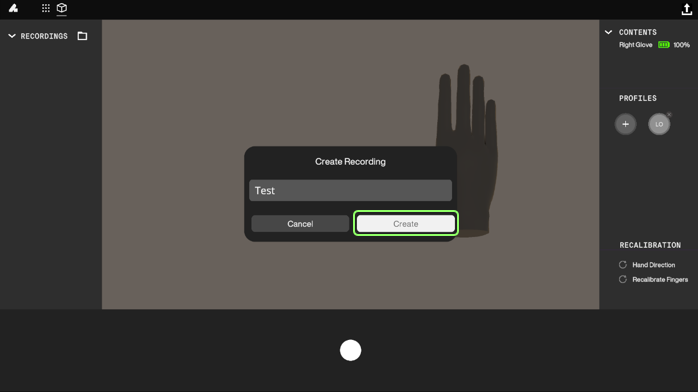 RECORDINGS
CONTENTS
Right Glove 100%
PROFILES
+ LO
Create Recording
Test
Cancel Create
RECALIBRATION
Hand Direction
Recalibrate Fingers